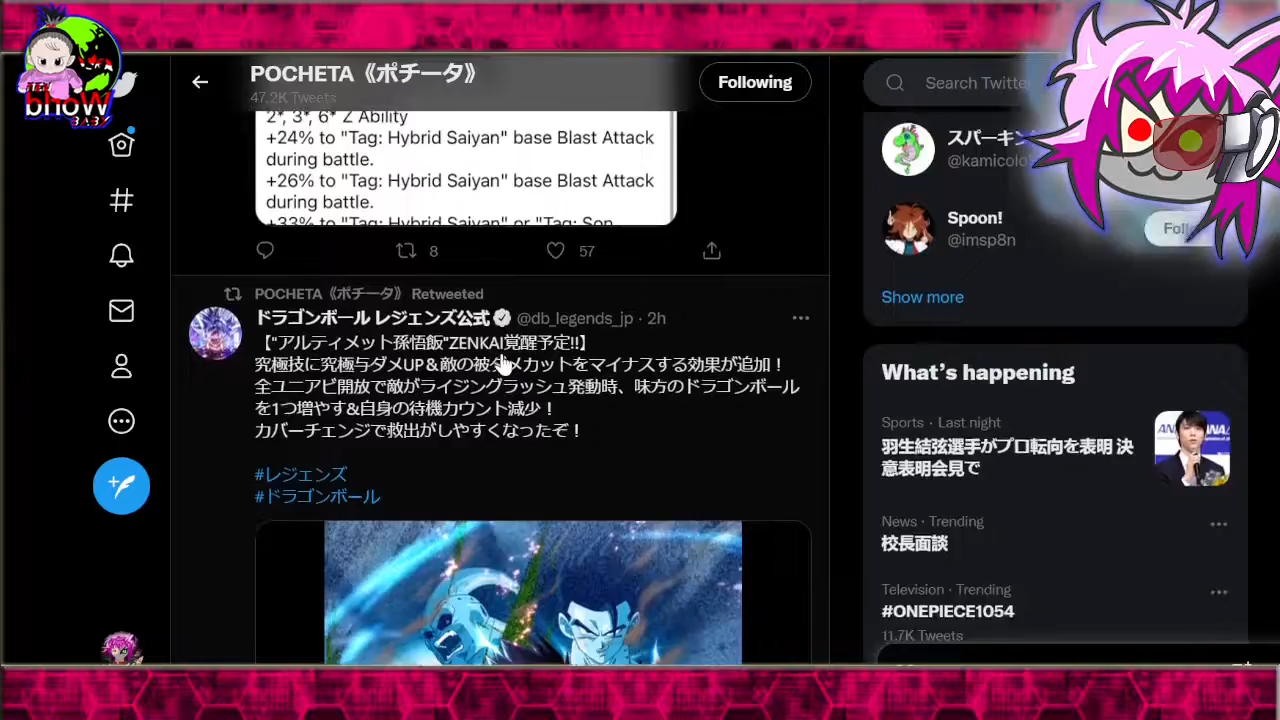 POCHETA《ポチータ》
47.2K Tweets
Following
2*, 3*, 6* Z Ability
+24% to "Tag: Hybrid Saiyan" base Blast Attack
during battle.
+26% to "Tag: Hybrid Saiyan" base Blast Attack
during battle.
+33% to "Tag: Hybrid Saiyan" or "Tag: Son
8
57
POCHETA《ポチータ》 Retweeted
ドラゴンボール レジェンズ公式 @db_legends_jp · 2h
【"アルティメット孫悟飯"ZENKAI覚醒予定!!】
究極技に究極与ダメUP＆敵の被ダメカットをマイナスする効果が追加！
全ユニアビ開放で敵がライジングラッシュ発動時、味方のドラゴンボール
を1つ増やす&自身の待機カウント減少！
カバーチェンジで救出がしやすくなったぞ！
#レジェンズ
#ドラゴンボール
Search Twitte
スパーキン
@kamicolo
Spoon!
@imsp8n
Foll
Show more
What's happening
Sports · Last night
羽生結弦選手がプロ転向を表明 決
意表明会見で
News · Trending
校長面談
Television · Trending
#ONEPIECE1054
11.7K Tweets